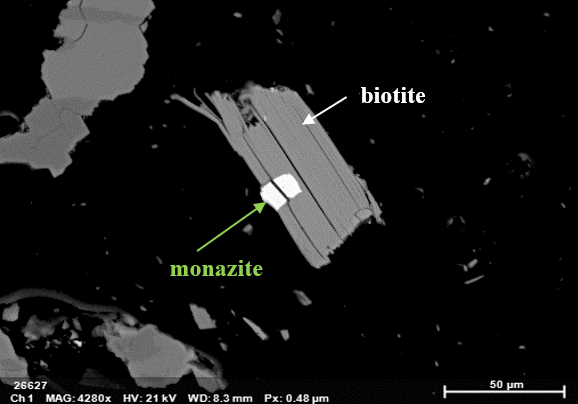 biotite
monazite
26627
50 µm
Ch 1 MAG: 4280x HV: 21 kV WD: 8.3 mm Px: 0.48 µm